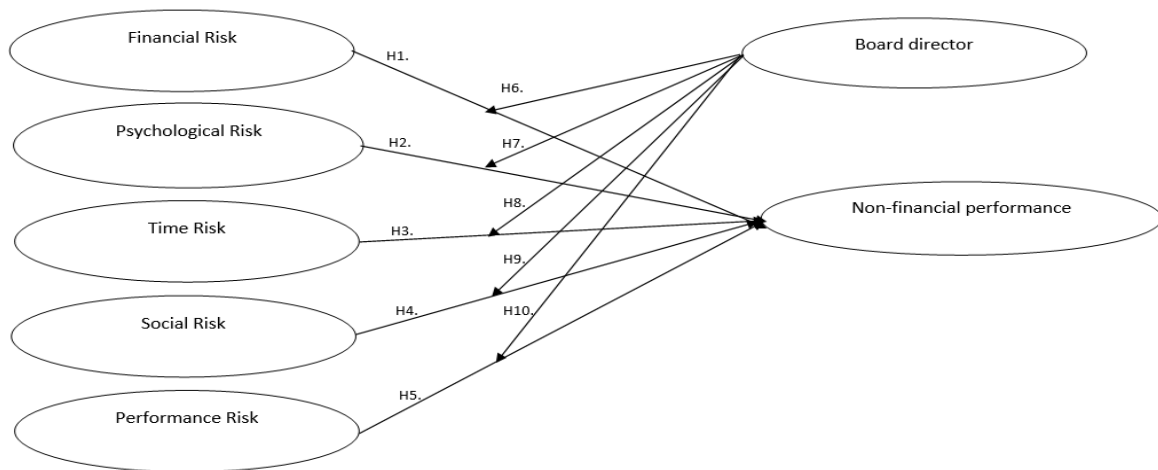 Financial Risk
Board director
H1.
H6.
Psychological Risk
H2.
H7.
Non-financial performance
H8.
Time Risk
H3.
H9.
Social Risk
H4.
H10.
H5.
Performance Risk